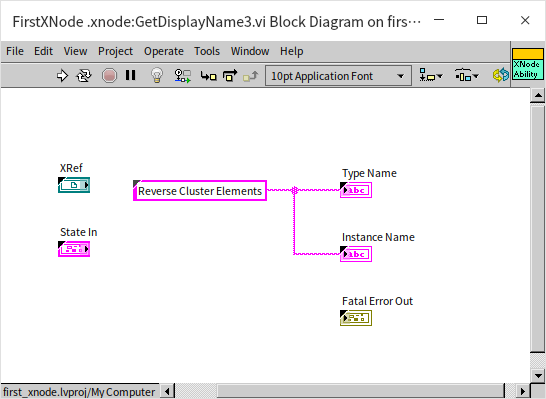 FirstXNode .xnode:GetDisplayName3.vi Block Diagram on firs...
File Edit View Project Operate Tools Window Help
XNode
Ability
10pt Application Font
XRef
Reverse Cluster Elements
Type Name
abc
State In
Instance Name
abc
Fatal Error Out
first_xnode.lvproj/My Computer